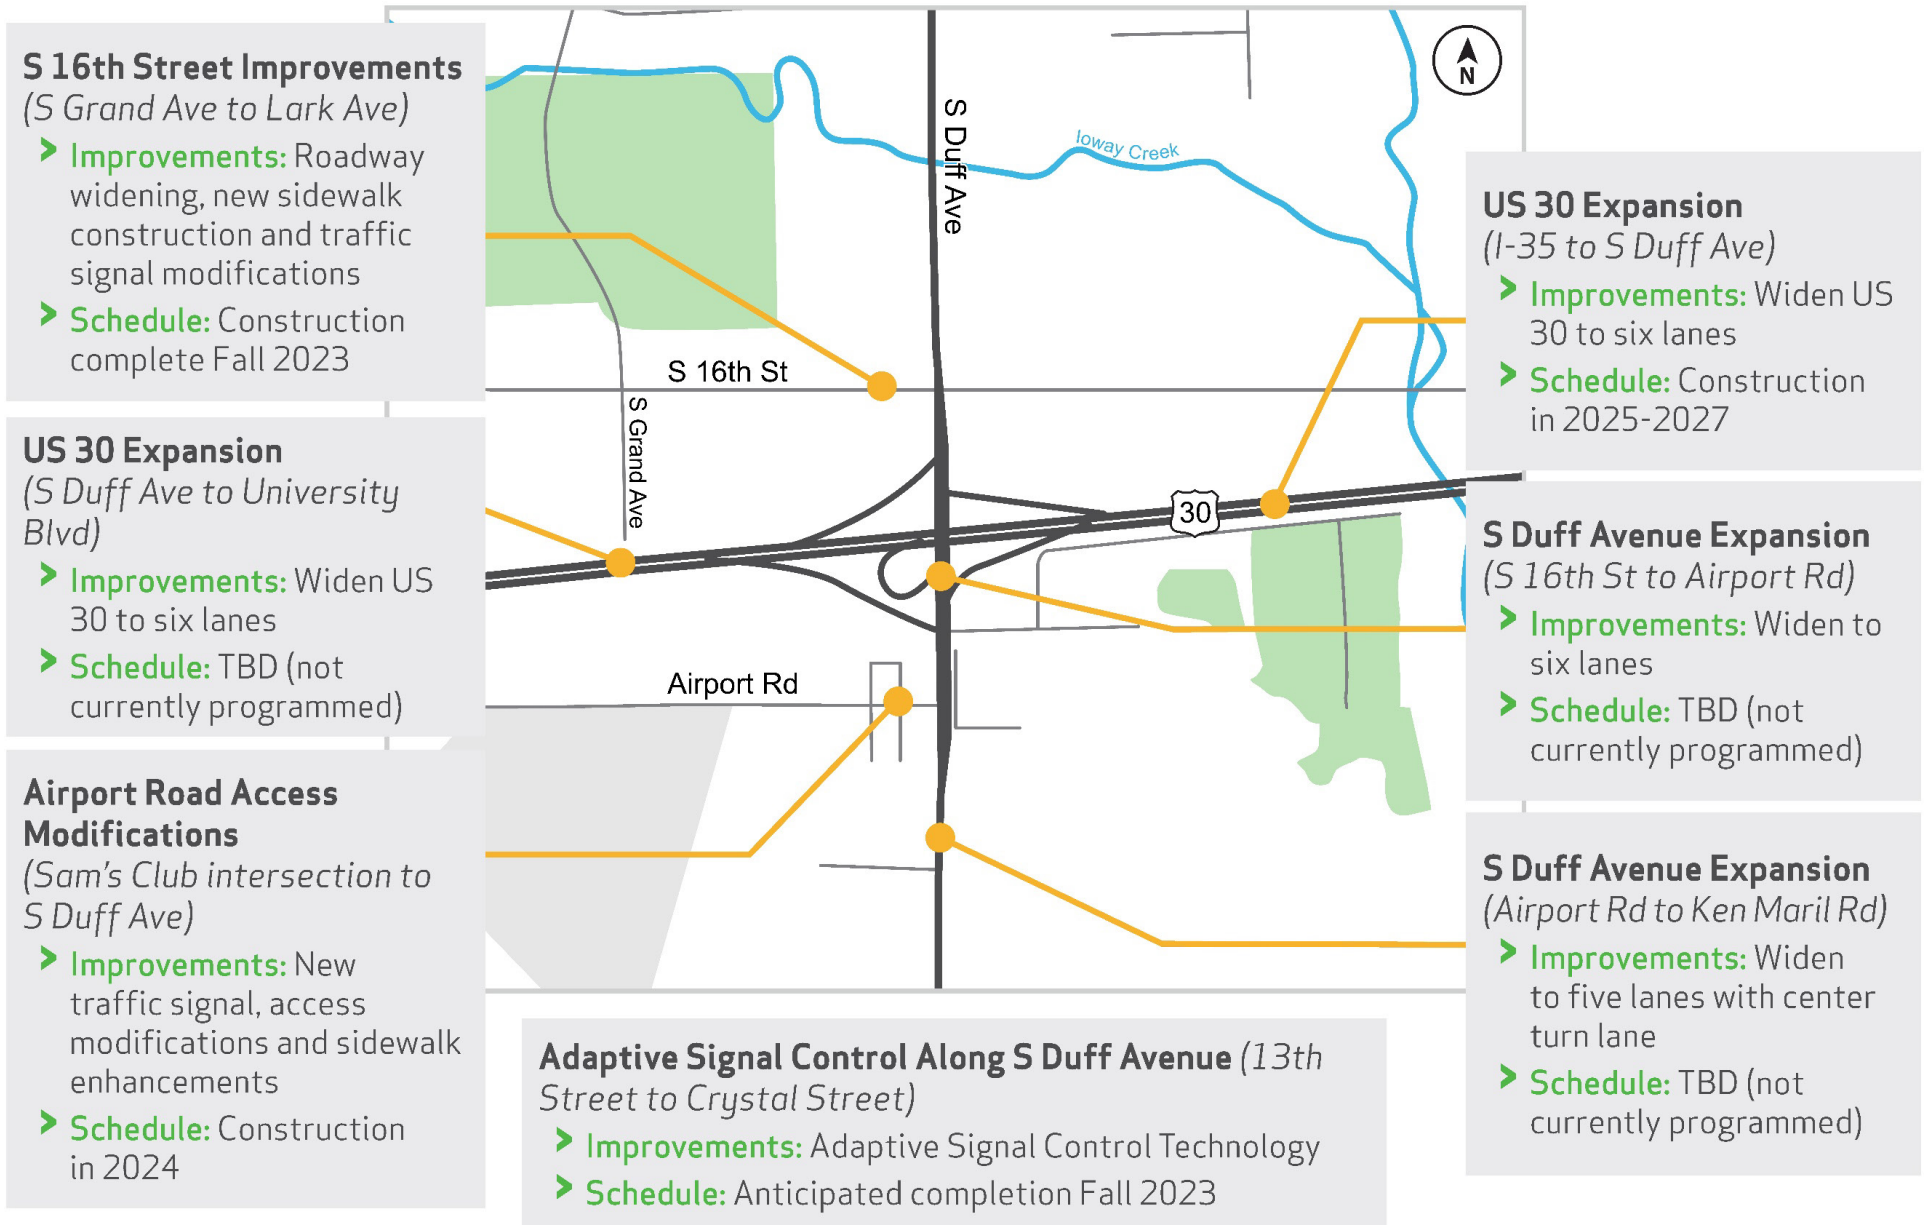 S 16th Street Improvements
(S Grand Ave to Lark Ave)
> Improvements: Roadway
widening, new sidewalk
construction and traffic
signal modifications
> Schedule: Construction
complete Fall 2023
US 30 Expansion
(S Duff Ave to University
Blvd)
> Improvements: Widen US
30 to six lanes
> Schedule: TBD (not
currently programmed)
Airport Road Access
Modifications
(Sam's Club intersection to
S Duff Ave)
> Improvements: New
traffic signal, access
modifications and sidewalk
enhancements
> Schedule: Construction
in 2024
S Duff Ave
Ioway Creek
N
S 16th St
S Grand Ave
30
Airport Rd
US 30 Expansion
(I-35 to S Duff Ave)
> Improvements: Widen US
30 to six lanes
> Schedule: Construction
in 2025-2027
S Duff Avenue Expansion
(S 16th St to Airport Rd)
> Improvements: Widen to
six lanes
> Schedule: TBD (not
currently programmed)
S Duff Avenue Expansion
(Airport Rd to Ken Maril Rd)
> Improvements: Widen
to five lanes with center
turn lane
> Schedule: TBD (not
currently programmed)
Adaptive Signal Control Along S Duff Avenue (13th
Street to Crystal Street)
> Improvements: Adaptive Signal Control Technology
> Schedule: Anticipated completion Fall 2023